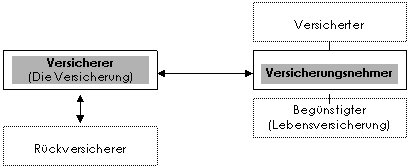 Versicherter
Versicherer
(Die Versicherung)
Versicherungsnehmer
Begünstigter
(Lebensversicherung)
Rückversicherer